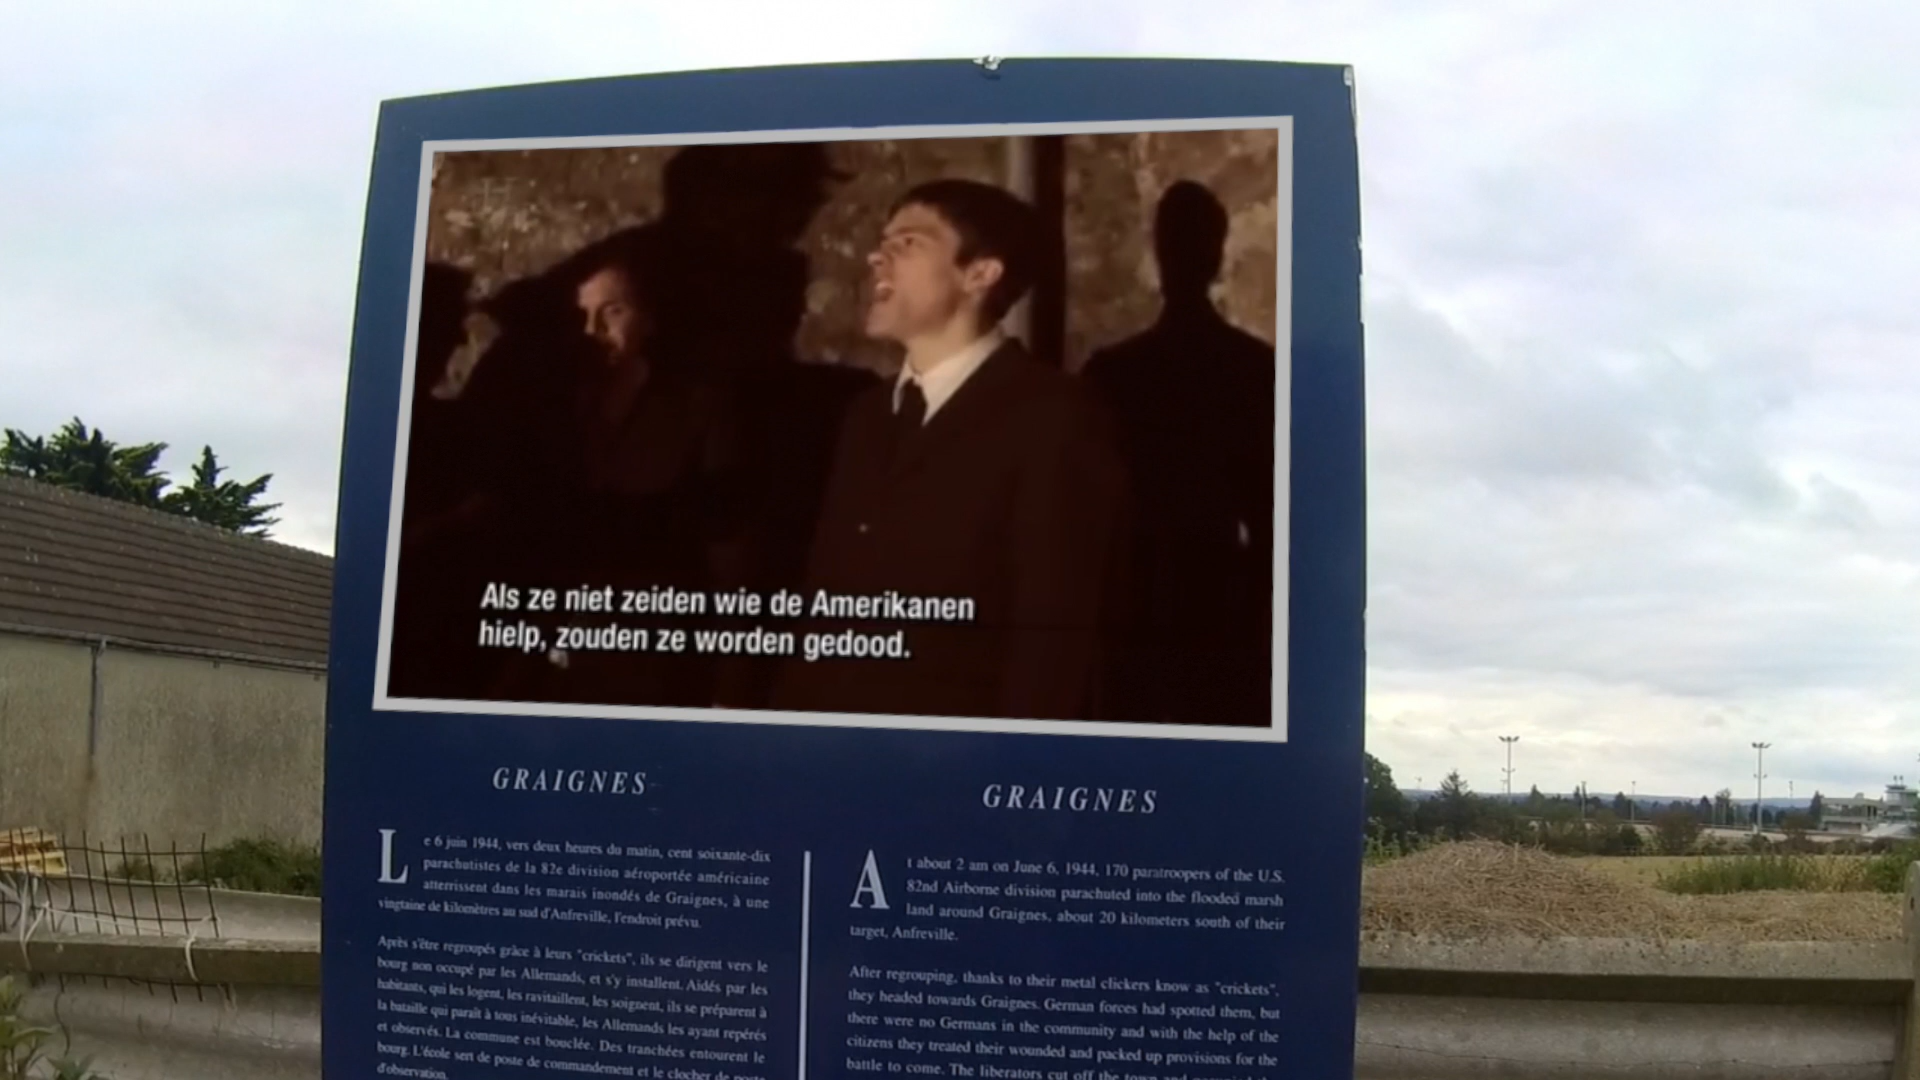 H
Als ze niet zeiden wie de Amerikanen
hielp, zouden ze worden gedood.
GRAIGNES
Le 6 juin 1944, vers deux heures du matin, cent soixante-dix
parachutistes de la 82e division aéroportée américaine
atterrissent dans les marais inondés de Graignes, à une
vingtaine de kilomètres au sud d'Anfreville, l'endroit prévu.
Après s'être regroupés grâce à leurs "crickets", ils se dirigent vers le
bourg non occupé par les Allemands, et s'y installent. Aidés par les
habitants, qui les logent, les ravitaillent, les soignent, ils se préparent à
la bataille qui paraît à tous inévitable, les Allemands les ayant repérés
et observés. La commune est bouclée. Des tranchées entourent le
bourg. L'école sert de poste de commandement et le clocher de poste
d'observation.
GRAIGNES
At about 2 am on June 6, 1944, 170 paratroopers of the U.S.
82nd Airborne division parachuted into the flooded marsh
land around Graignes, about 20 kilometers south of their
target, Anfreville.
After regrouping, thanks to their metal clickers know as "crickets",
they headed towards Graignes. German forces had spotted them, but
there were no Germans in the community and with the help of the
citizens they treated their wounded and packed up provisions for the
battle to come. The liberators cut off the town and